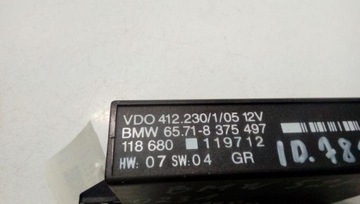 VDO 412.230/1/05 12V
BMW 65.71-8 375 497
118 680 119712
HW: 07 SW: 04 GR